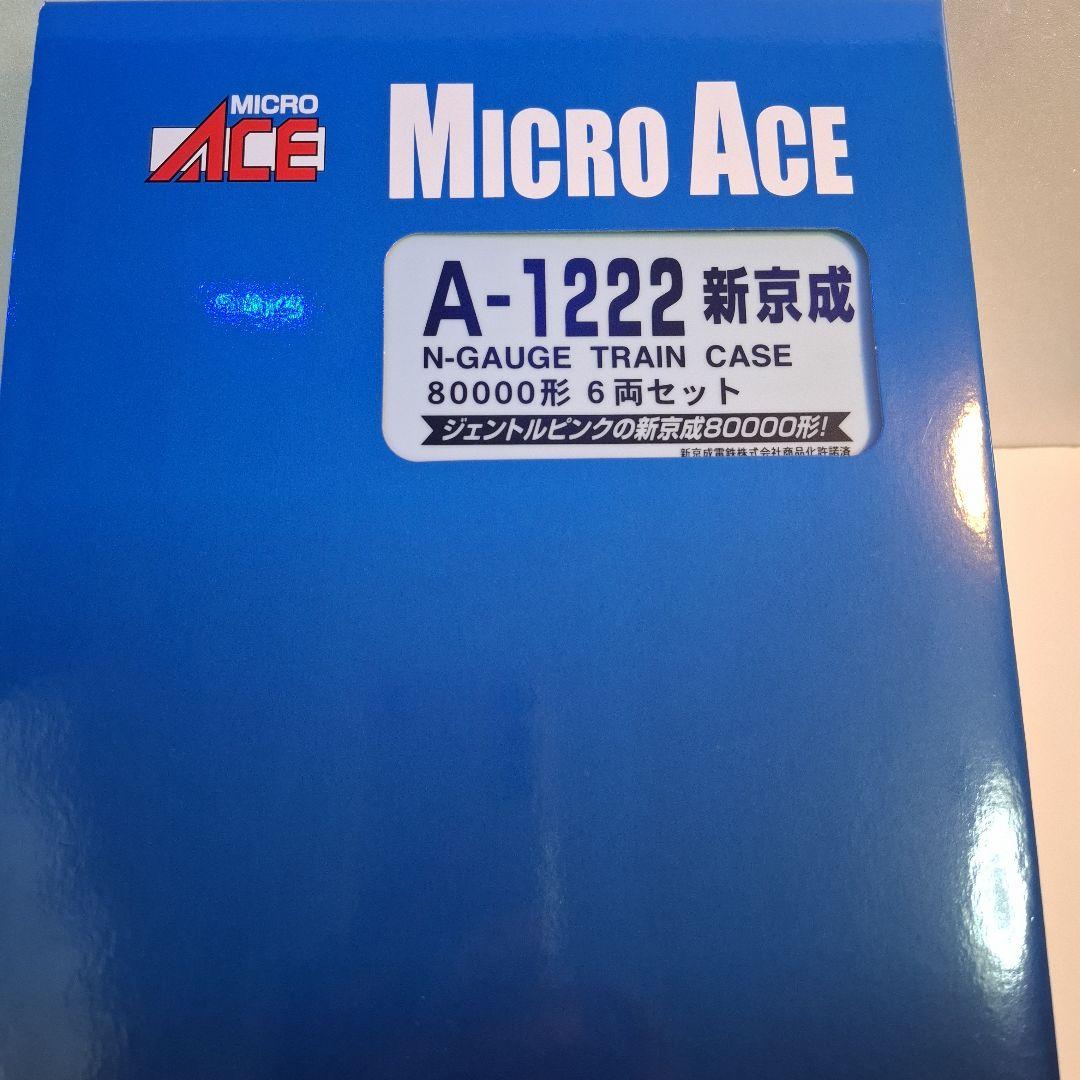 MICRO
ACE
MICRO ACE
A-1222 新京成
N-GAUGE TRAIN CASE
80000形 6両セット
ジェントルピンクの新京成80000形!
新京成電鉄株式会社商品化許諾済